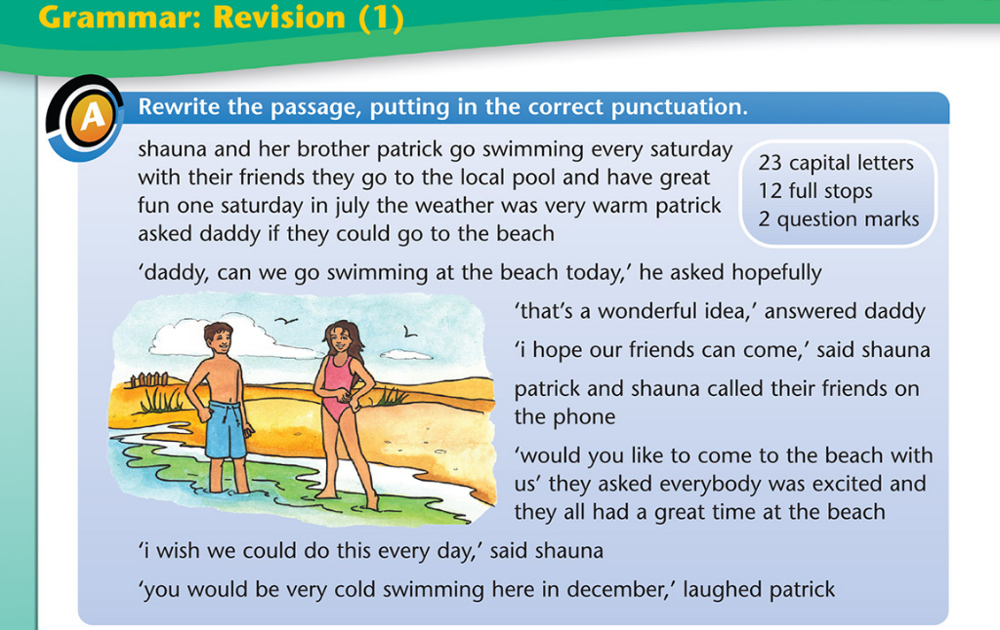 Grammar: Revision (1)
A
Rewrite the passage, putting in the correct punctuation.
shauna and her brother patrick go swimming every saturday
with their friends they go to the local pool and have great
fun one saturday in july the weather was very warm patrick
asked daddy if they could go to the beach
23 capital letters
12 full stops
2 question marks
‘daddy, can we go swimming at the beach today,’ he asked hopefully
‘that’s a wonderful idea,’ answered daddy
‘i hope our friends can come,’ said shauna
patrick and shauna called their friends on
the phone
‘would you like to come to the beach with
us’ they asked everybody was excited and
they all had a great time at the beach
‘i wish we could do this every day,’ said shauna
‘you would be very cold swimming here in december,’ laughed patrick